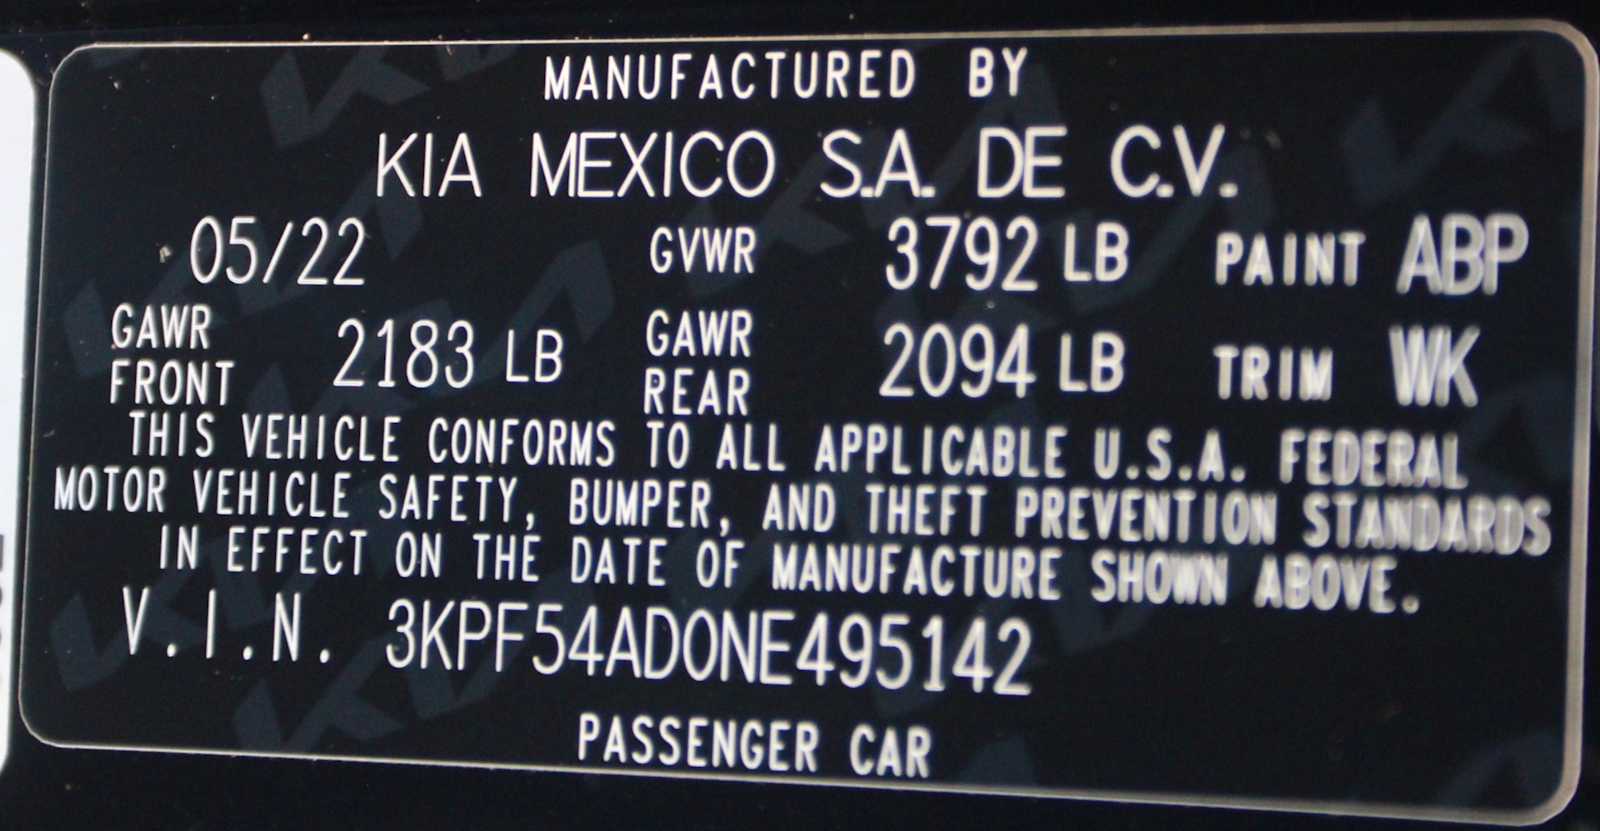 MANUFACTURED BY
KIA MEXICO S.A. DE C.V.
05/22 GVWR 3792 LB PAINT ABP
GAWR FRONT 2183 LB GAWR REAR 2094 LB TRIM WK
THIS VEHICLE CONFORMS TO ALL APPLICABLE U.S.A. FEDERAL
MOTOR VEHICLE SAFETY, BUMPER, AND THEFT PREVENTION STANDARDS
IN EFFECT ON THE DATE OF MANUFACTURE SHOWN ABOVE.
V.I.N. 3KPF54AD0NE495142
PASSENGER CAR